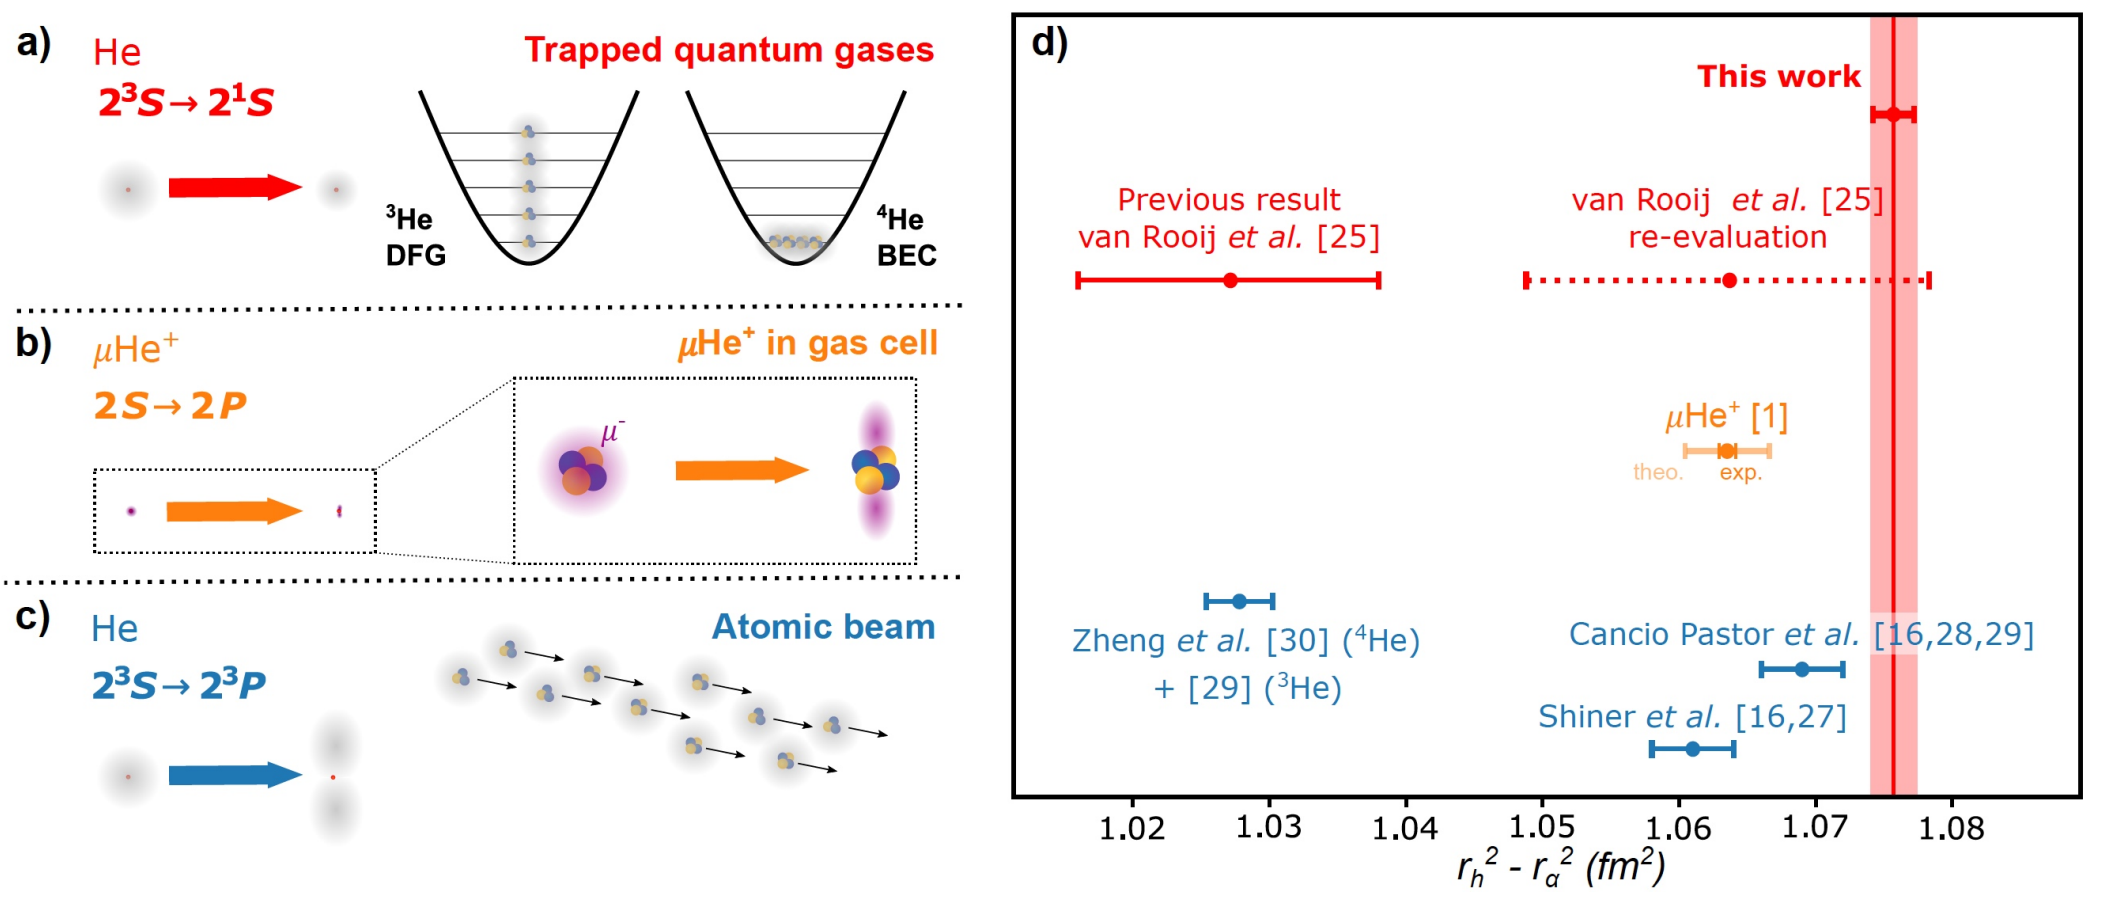 a)
He
2³S→2¹S
Trapped quantum gases
³He
DFG
⁴He
BEC
b)
μHe⁺
2S→2P
μHe⁺ in gas cell
μ⁻
c)
He
2³S→2³P
Atomic beam
d)
This work
Previous result
van Rooij et al. [25]
van Rooij et al. [25]
re-evaluation
μHe⁺ [1]
theo.
exp.
Zheng et al. [30] (⁴He)
+ [29] (³He)
Cancio Pastor et al. [16,28,29]
Shiner et al. [16,27]
1.02 1.03 1.04 1.05 1.06 1.07 1.08
rₕ² - rα² (fm²)